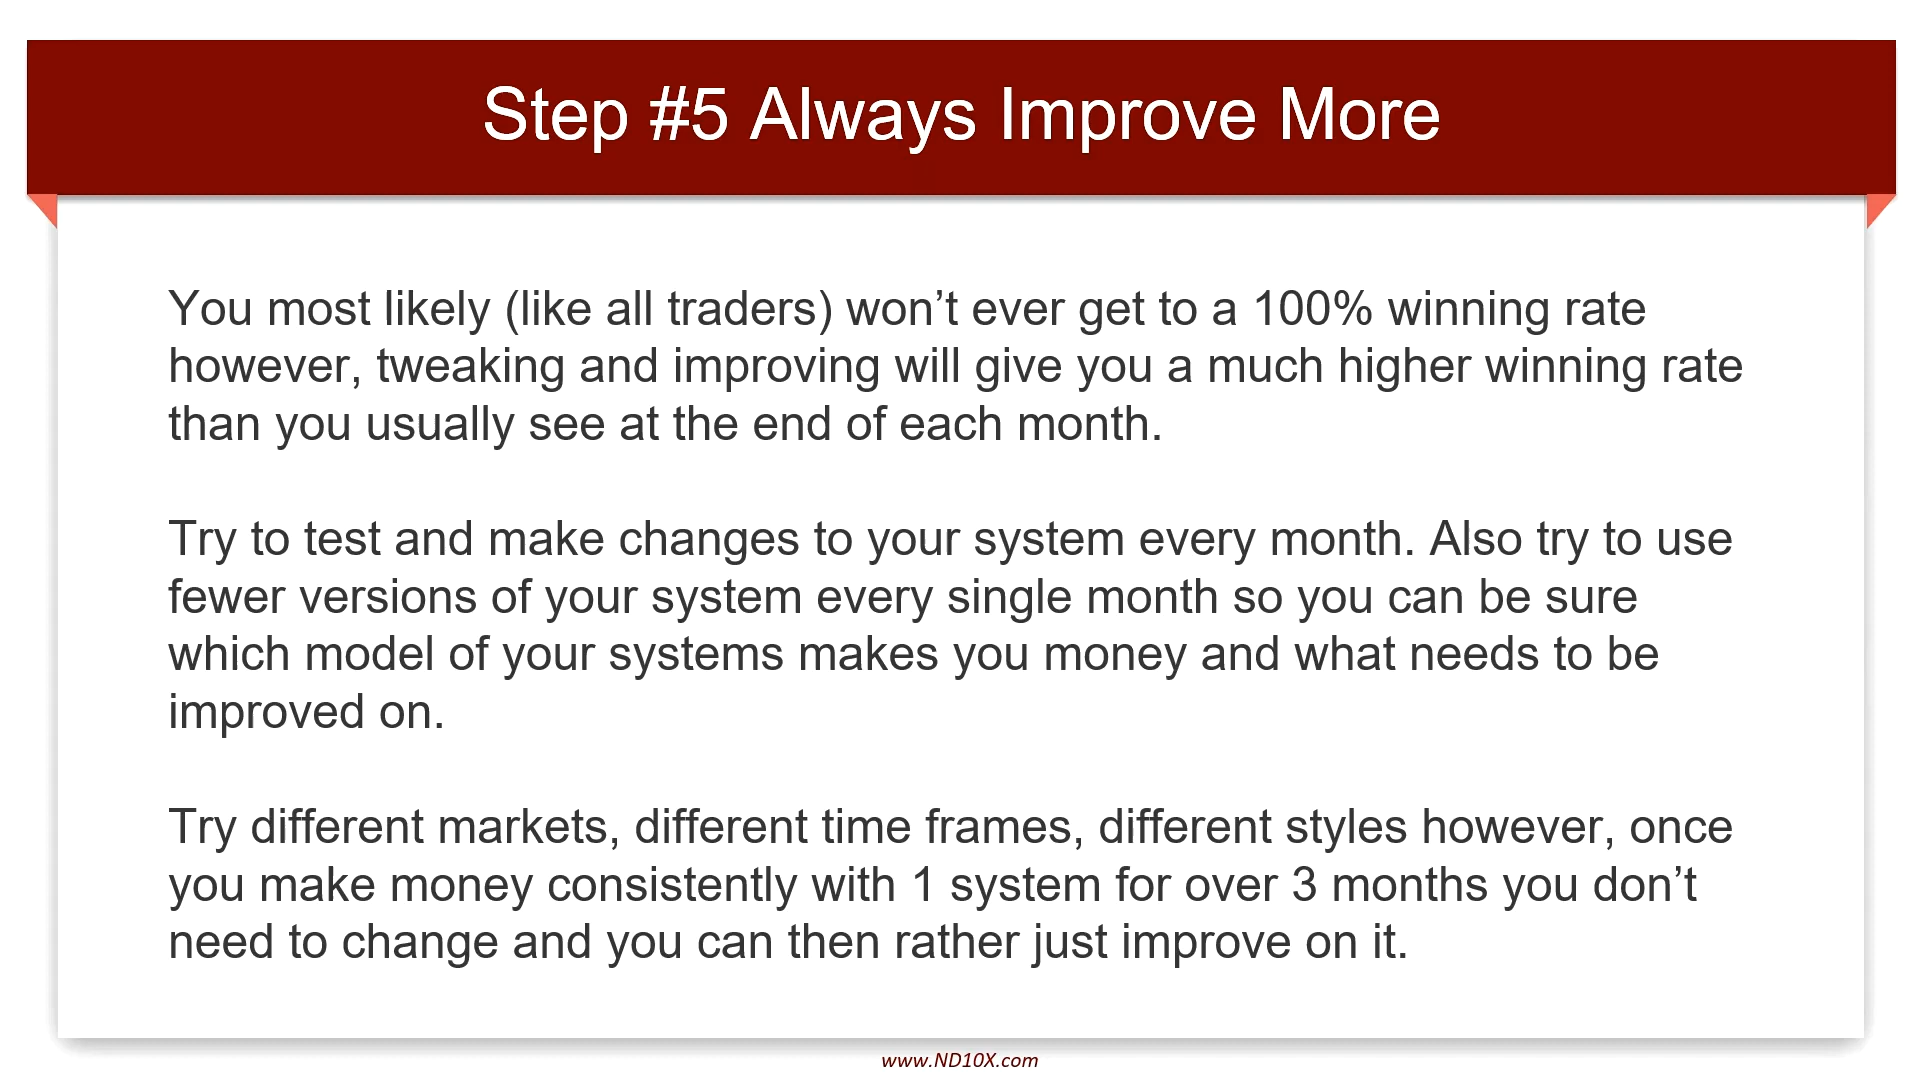 Step #5 Always Improve More
You most likely (like all traders) won’t ever get to a 100% winning rate
however, tweaking and improving will give you a much higher winning rate
than you usually see at the end of each month.
Try to test and make changes to your system every month. Also try to use
fewer versions of your system every single month so you can be sure
which model of your systems makes you money and what needs to be
improved on.
Try different markets, different time frames, different styles however, once
you make money consistently with 1 system for over 3 months you don’t
need to change and you can then rather just improve on it.
www.ND10X.com